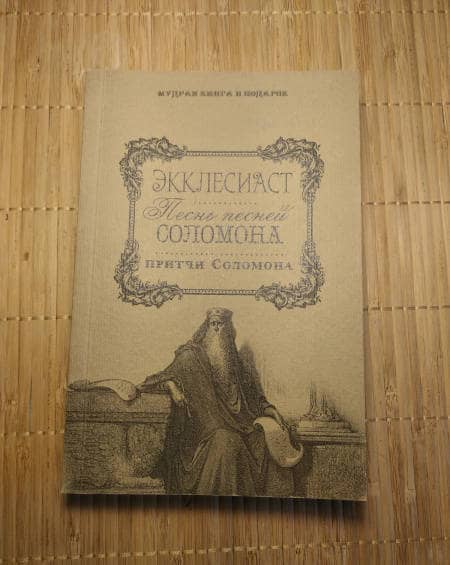 МУДРАЯ КНИГА В ПОДАРОК
ЭККЛЕСИАСТ
Песнь песней
СОЛОМОНА
ПРИТЧИ СОЛОМОНА